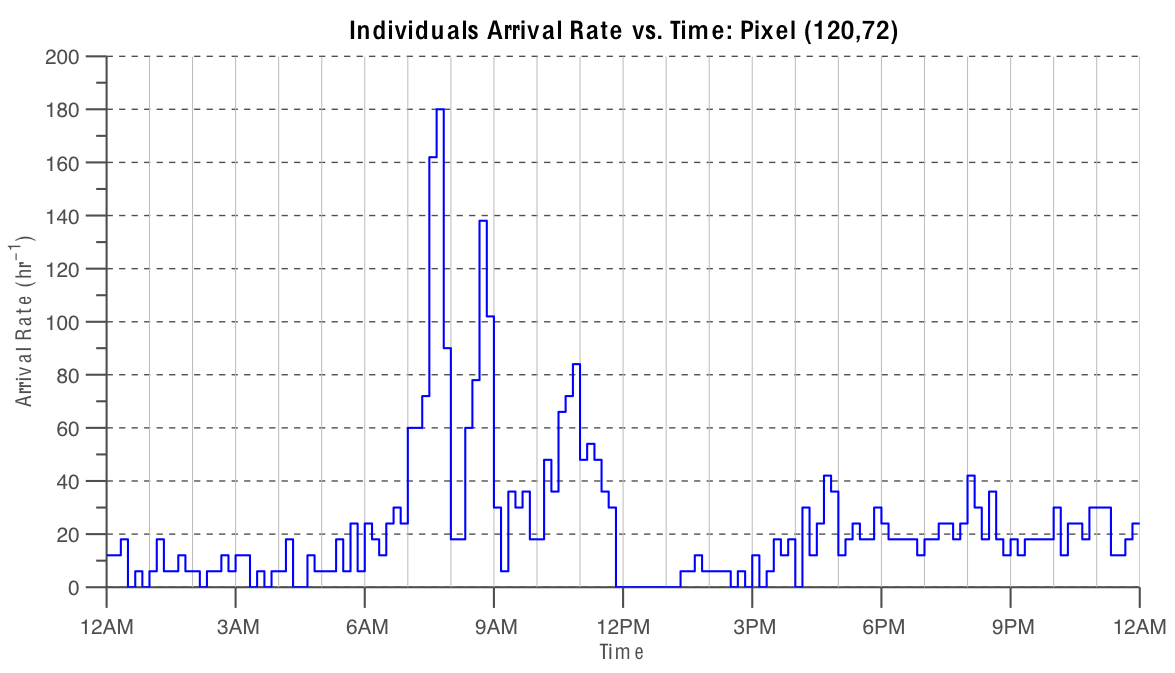 Individuals Arrival Rate vs. Time: Pixel (120,72)
200
180
160
140
120
100
80
60
40
20
0
Arrival Rate (hr⁻¹)
12AM 3AM 6AM 9AM 12PM 3PM 6PM 9PM 12AM
Time